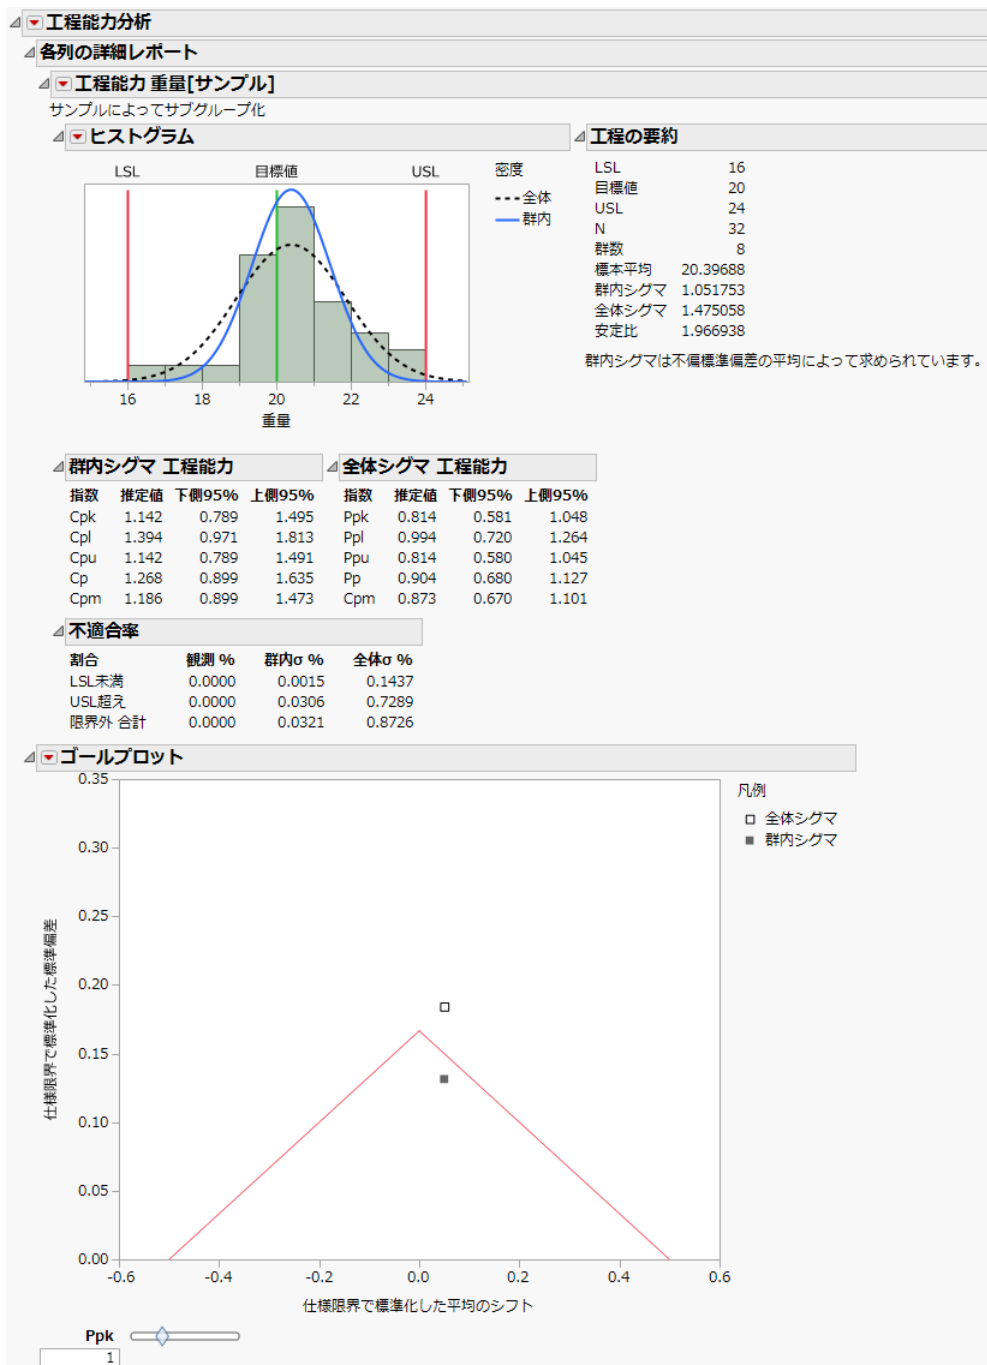 工程能力分析
各列の詳細レポート
工程能力 重量[サンプル]
サンプルによってサブグループ化
ヒストグラム
LSL 目標値 USL
16 18 20 22 24
重量
密度
全体
群内
工程の要約
LSL 16
目標値 20
USL 24
N 32
群数 8
標本平均 20.39688
群内シグマ 1.051753
全体シグマ 1.475058
安定比 1.966938
群内シグマは不偏標準偏差の平均によって求められています。
群内シグマ 工程能力
指数 推定値 下側95% 上側95%
Cpk 1.142 0.789 1.495
Cpl 1.394 0.971 1.813
Cpu 1.142 0.789 1.491
Cp 1.268 0.899 1.635
Cpm 1.186 0.899 1.473
全体シグマ 工程能力
指数 推定値 下側95% 上側95%
Ppk 0.814 0.581 1.048
Ppl 0.994 0.720 1.264
Ppu 0.814 0.580 1.045
Pp 0.904 0.680 1.127
Cpm 0.873 0.670 1.101
不適合率
割合 観測 % 群内σ % 全体σ %
LSL未満 0.0000 0.0015 0.1437
USL超え 0.0000 0.0306 0.7289
限界外 合計 0.0000 0.0321 0.8726
ゴールプロット
仕様限界で標準化した標準偏差
0.35
0.30
0.25
0.20
0.15
0.10
0.05
0.00
-0.6 -0.4 -0.2 0.0 0.2 0.4 0.6
仕様限界で標準化した平均のシフト
凡例
全体シグマ
群内シグマ
Ppk
1